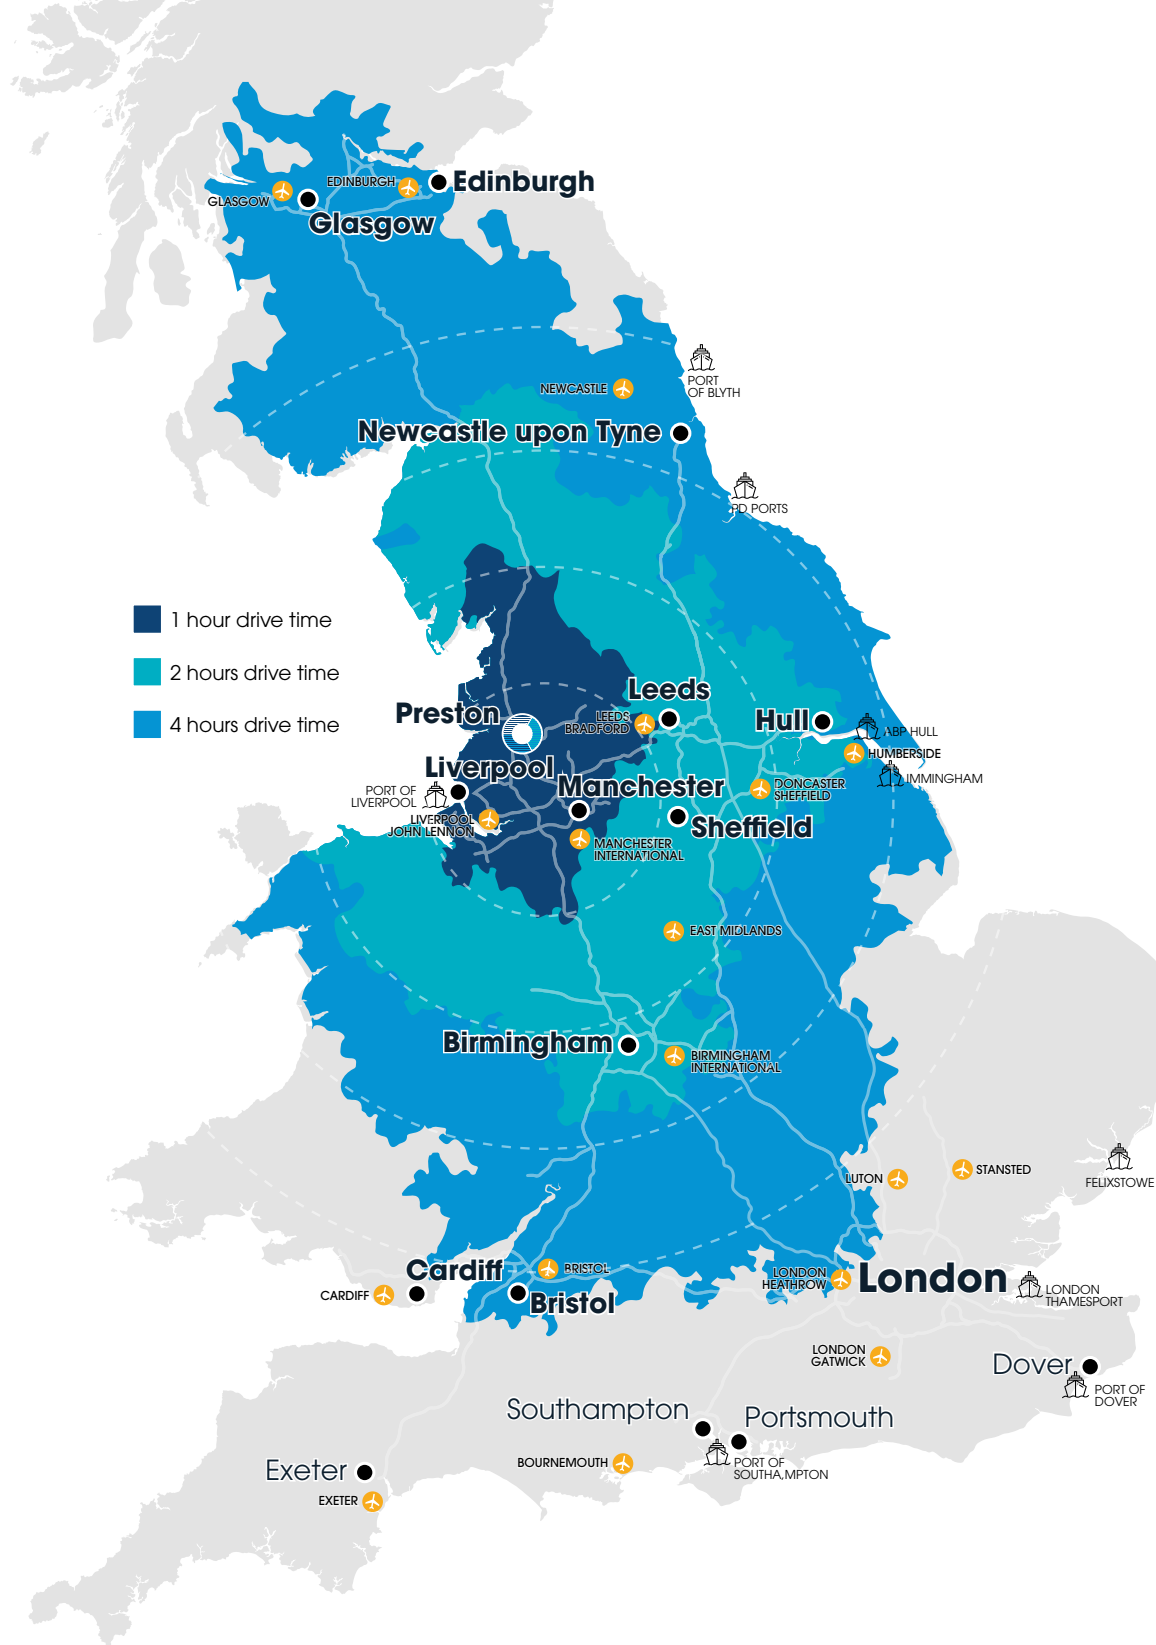 EDINBURGH
Edinburgh
GLASGOW
Glasgow
PORT
OF BLYTH
NEWCASTLE
Newcastle upon Tyne
PD PORTS
1 hour drive time
2 hours drive time
4 hours drive time
Leeds
Preston
LEEDS
BRADFORD
Hull
ABP HULL
HUMBERSIDE
Liverpool
Manchester
IMMINGHAM
PORT OF
LIVERPOOL
DONCASTER
SHEFFIELD
LIVERPOOL
JOHN LENNON
Sheffield
MANCHESTER
INTERNATIONAL
EAST MIDLANDS
Birmingham
BIRMINGHAM
INTERNATIONAL
LUTON
STANSTED
FELIXSTOWE
Cardiff
BRISTOL
LONDON
HEATHROW
London
CARDIFF
Bristol
LONDON
THAMESPORT
LONDON
GATWICK
Dover
PORT OF
DOVER
Southampton
Portsmouth
BOURNEMOUTH
PORT OF
SOUTHA,MPTON
Exeter
EXETER